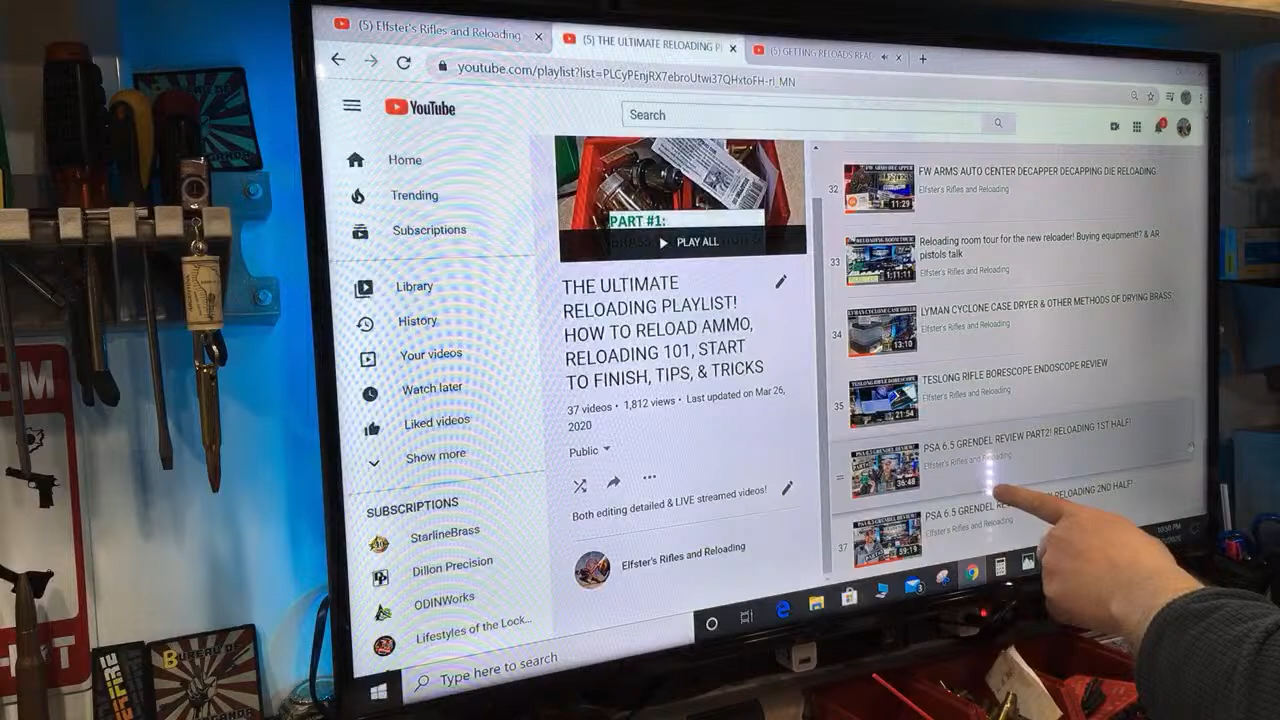 (5) Elfster's Rifles and Reloading
(5) THE ULTIMATE RELOADING P
(5) GETTING RELOADS REAL
youtube.com/playlist?list=PLCyPEnjRX7ebroUtwi37QHxtoFH-rl_MN
YouTube
Search
Home
Trending
Subscriptions
Library
History
Your videos
Watch later
Liked videos
Show more
SUBSCRIPTIONS
StarlineBrass
Dillon Precision
ODINWorks
Lifestyles of the Lock...
PART #1:
PLAY ALL
THE ULTIMATE
RELOADING PLAYLIST!
HOW TO RELOAD AMMO,
RELOADING 101, START
TO FINISH, TIPS, & TRICKS
37 videos • 1,812 views • Last updated on Mar 26,
2020
Public
Both editing detailed & LIVE streamed videos!
Elfster's Rifles and Reloading
32
11:29
FW ARMS AUTO CENTER DECAPPER DECAPPING DIE RELOADING
Elfster's Rifles and Reloading
33
1:11:11
Reloading room tour for the new reloader! Buying equipment!? & AR
pistols talk
Elfster's Rifles and Reloading
34
13:10
LYMAN CYCLONE CASE DRYER & OTHER METHODS OF DRYING BRASS
Elfster's Rifles and Reloading
35
21:54
TESLONG RIFLE BORESCOPE ENDOSCOPE REVIEW
Elfster's Rifles and Reloading
36:48
PSA 6.5 GRENDEL REVIEW PART2! RELOADING 1ST HALF!
Elfster's Rifles and Reloading
37
59:19
PSA 6.5 GRENDEL RE
RELOADING 2ND HALF!
Elfster's Rifles and Reloading
Type here to search
10:50 PM
3
BUREAU OF